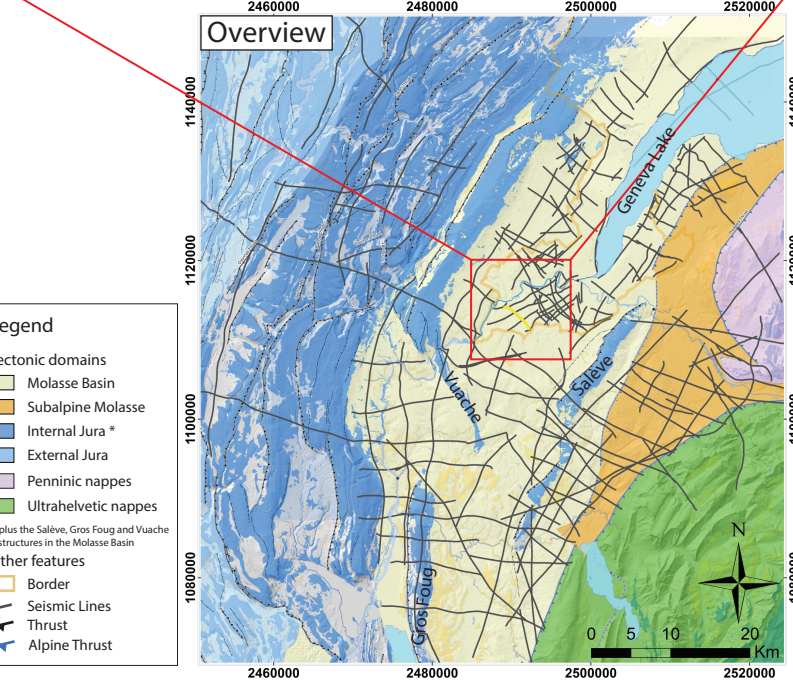 2460000 2480000 2500000 2520000
Overview
1140000
1120000
1100000
1080000
Geneva Lake
Salève
Vuache
Gros Foug
N
0 5 10 20
Km
2460000 2480000 2500000 2520000
egend
ectonic domains
Molasse Basin
Subalpine Molasse
Internal Jura *
External Jura
Penninic nappes
Ultrahelvetic nappes
plus the Salève, Gros Foug and Vuache
structures in the Molasse Basin
ther features
Border
Seismic Lines
Thrust
Alpine Thrust